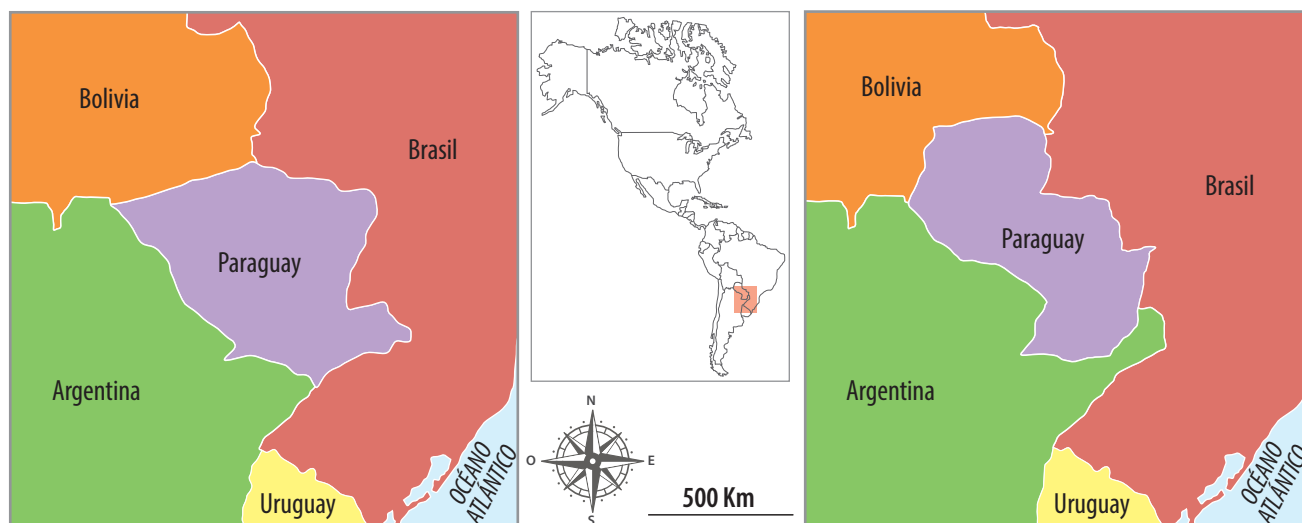 Bolivia
Brasil
Paraguay
Argentina
Uruguay
OCÉANO
ATLÁNTICO
N
O
E
S
500 Km
Bolivia
Brasil
Paraguay
Argentina
Uruguay
OCÉANO
ATLÁNTICO